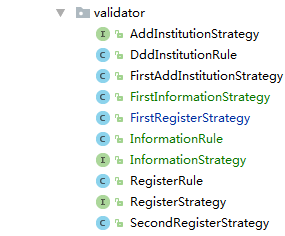 validator
I AddInstitutionStrategy
C DddInstitutionRule
C FirstAddInstitutionStrategy
I FirstInformationStrategy
C FirstRegisterStrategy
C InformationRule
I InformationStrategy
C RegisterRule
I RegisterStrategy
C SecondRegisterStrategy